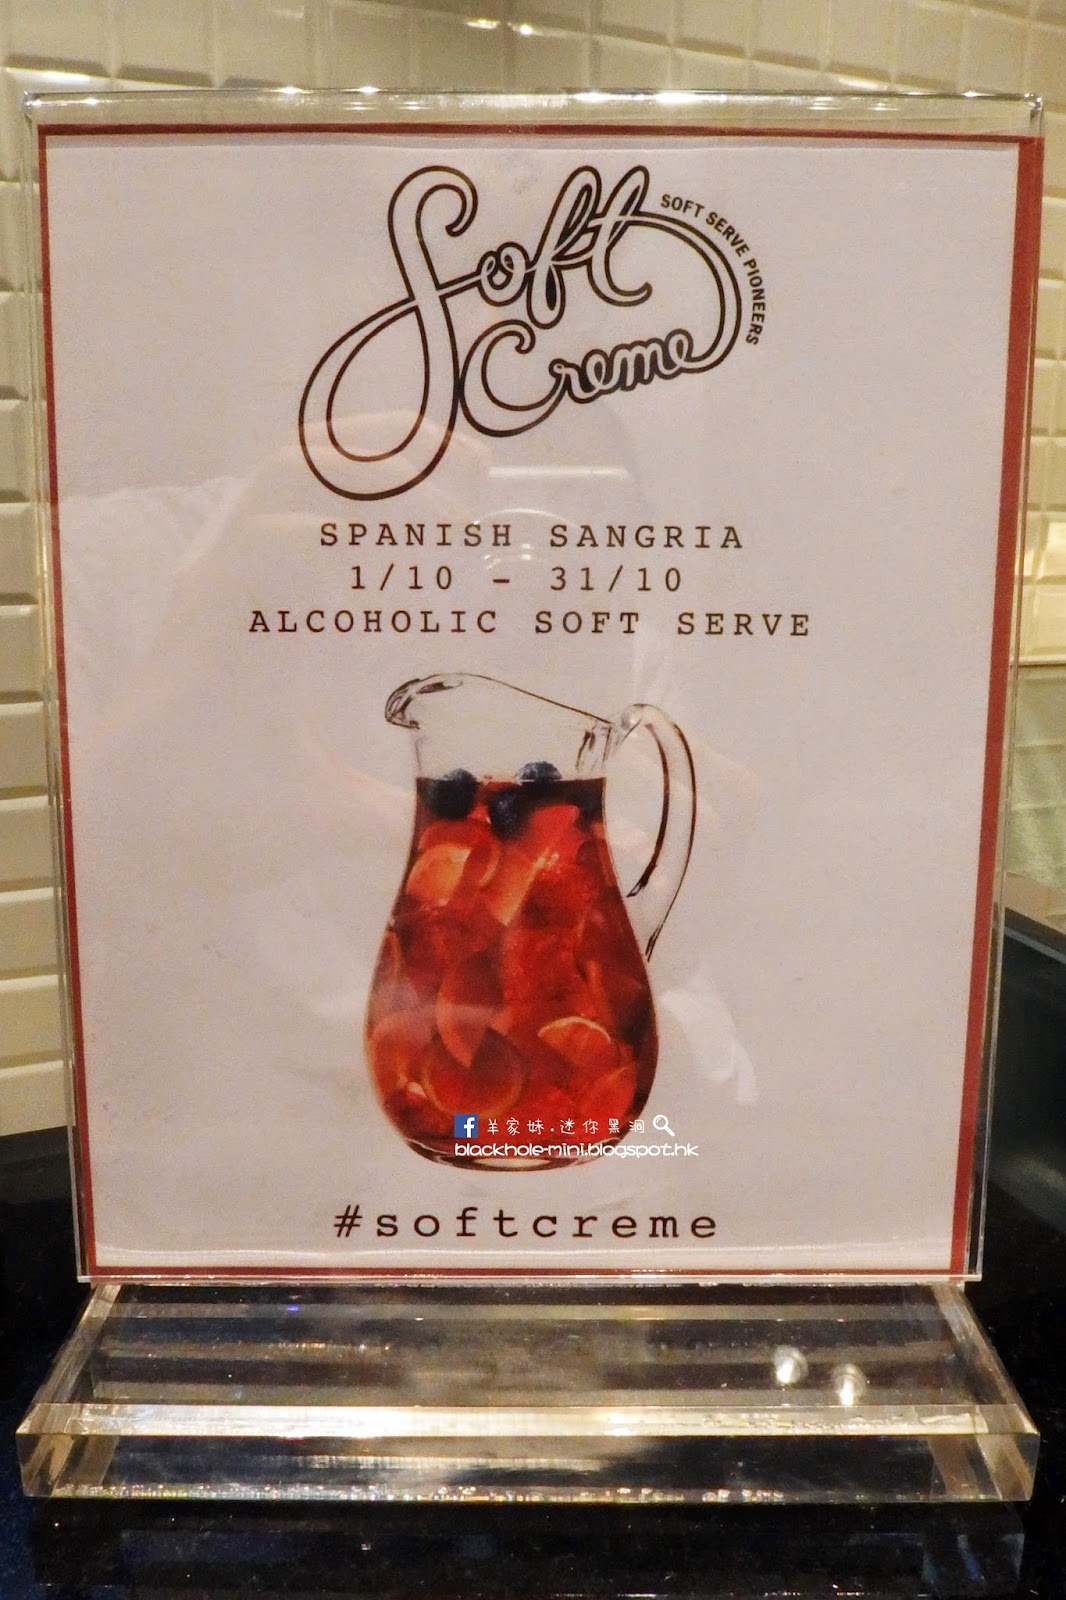 Soft
Creme
SOFT SERVE PIONEERS
SPANISH SANGRIA
1/10 - 31/10
ALCOHOLIC SOFT SERVE
羊家妹.迷你黑洞
blackhole-mini.blogspot.hk
#softcreme